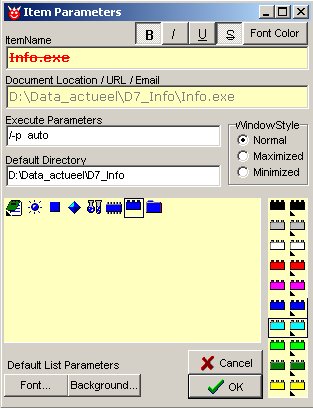 Item Parameters
B I U S Font Color
ItemName
Info.exe
Document Location / URL / Email
D:\Data_actueel\D7_Info\Info.exe
Execute Parameters
/-p auto
WindowStyle
Normal
Maximized
Minimized
Default Directory
D:\Data_actueel\D7_Info
Default List Parameters
Cancel
Font... Background... OK